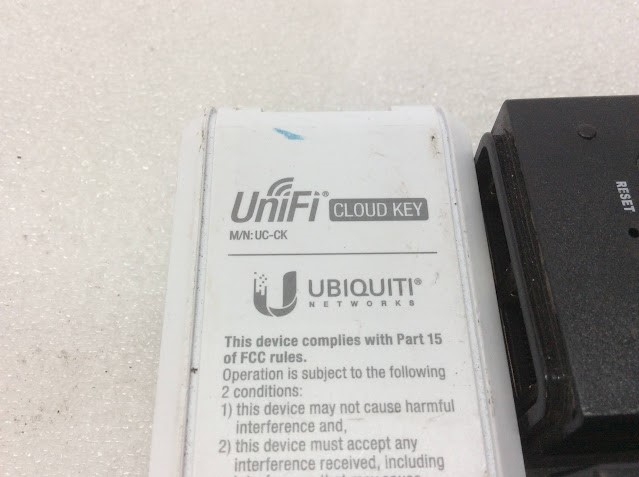 UniFi® CLOUD KEY
M/N: UC-CK
UBIQUITI®
NETWORKS
This device complies with Part 15
of FCC rules.
Operation is subject to the following
2 conditions:
1) this device may not cause harmful
interference and,
2) this device must accept any
interference received, including
RESET